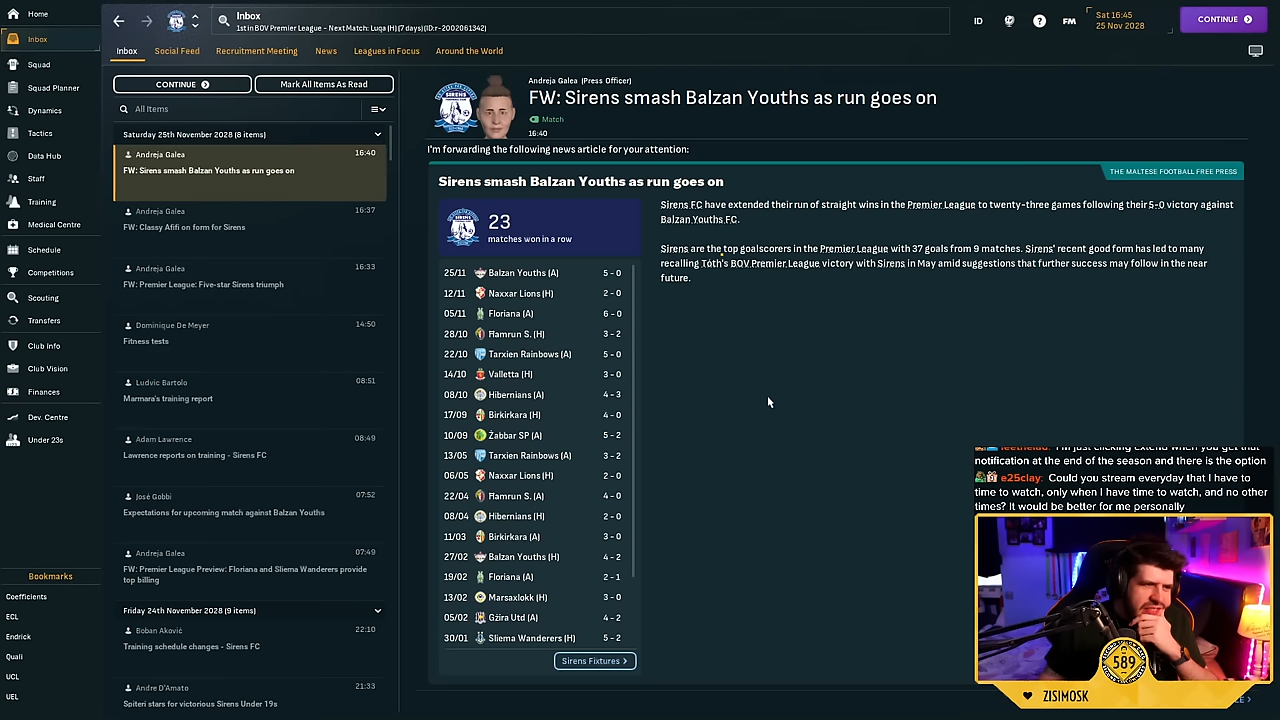 Home
Inbox
Squad
Squad Planner
Dynamics
Tactics
Data Hub
Staff
Training
Medical Centre
Schedule
Competitions
Scouting
Transfers
Club Info
Club Vision
Finances
Dev. Centre
Under 23s
Bookmarks
Coefficients
ECL
Endrick
Quali
UCL
UEL
Inbox
1st in BOV Premier League - Next Match: Luqa (H) (7 days) (ID:r-2002061342)
ID
FM
Sat 16:45
25 Nov 2028
CONTINUE
Inbox
Social Feed
Recruitment Meeting
News
Leagues in Focus
Around the World
CONTINUE
Mark All Items As Read
All Items
Saturday 25th November 2028 (8 items)
Andreja Galea 16:40
FW: Sirens smash Balzan Youths as run goes on
Andreja Galea 16:37
FW: Classy Afifi on form for Sirens
Andreja Galea 16:33
FW: Premier League: Five-star Sirens triumph
Dominique De Meyer 14:50
Fitness tests
Ludvic Bartolo 08:51
Marmara's training report
Adam Lawrence 08:49
Lawrence reports on training - Sirens FC
José Gobbi 07:52
Expectations for upcoming match against Balzan Youths
Andreja Galea 07:49
FW: Premier League Preview: Floriana and Sliema Wanderers provide
top billing
Friday 24th November 2028 (9 items)
Boban Aković 22:10
Training schedule changes - Sirens FC
Andre D'Amato 21:33
Spiteri stars for victorious Sirens Under 19s
Andreja Galea (Press Officer)
FW: Sirens smash Balzan Youths as run goes on
Match
16:40
I'm forwarding the following news article for your attention:
THE MALTESE FOOTBALL FREE PRESS
Sirens smash Balzan Youths as run goes on
23
matches won in a row
25/11 Balzan Youths (A) 5 - 0
12/11 Naxxar Lions (H) 2 - 0
05/11 Floriana (A) 6 - 0
28/10 Ħamrun S. (H) 3 - 2
22/10 Tarxien Rainbows (A) 5 - 0
14/10 Valletta (H) 3 - 0
08/10 Hibernians (A) 4 - 3
17/09 Birkirkara (H) 4 - 0
10/09 Żabbar SP (A) 5 - 2
13/05 Tarxien Rainbows (A) 3 - 2
06/05 Naxxar Lions (H) 2 - 0
22/04 Ħamrun S. (A) 4 - 0
08/04 Hibernians (H) 2 - 0
11/03 Birkirkara (A) 3 - 0
27/02 Balzan Youths (H) 4 - 2
19/02 Floriana (A) 2 - 1
13/02 Marsaxlokk (H) 3 - 0
05/02 Gżira Utd (A) 4 - 2
30/01 Sliema Wanderers (H) 5 - 2
Sirens Fixtures >
Sirens FC have extended their run of straight wins in the Premier League to twenty-three games following their 5-0 victory against
Balzan Youths FC.
Sirens are the top goalscorers in the Premier League with 37 goals from 9 matches. Sirens' recent good form has led to many
recalling Tóth's BOV Premier League victory with Sirens in May amid suggestions that further success may follow in the near
future.
I'm just clicking extend when you get that
notification at the end of the season and there is the option
e25clay: Could you stream everyday that I have to
time to watch, only when I have time to watch, and no other
times? It would be better for me personally
589
ZISIMOSK